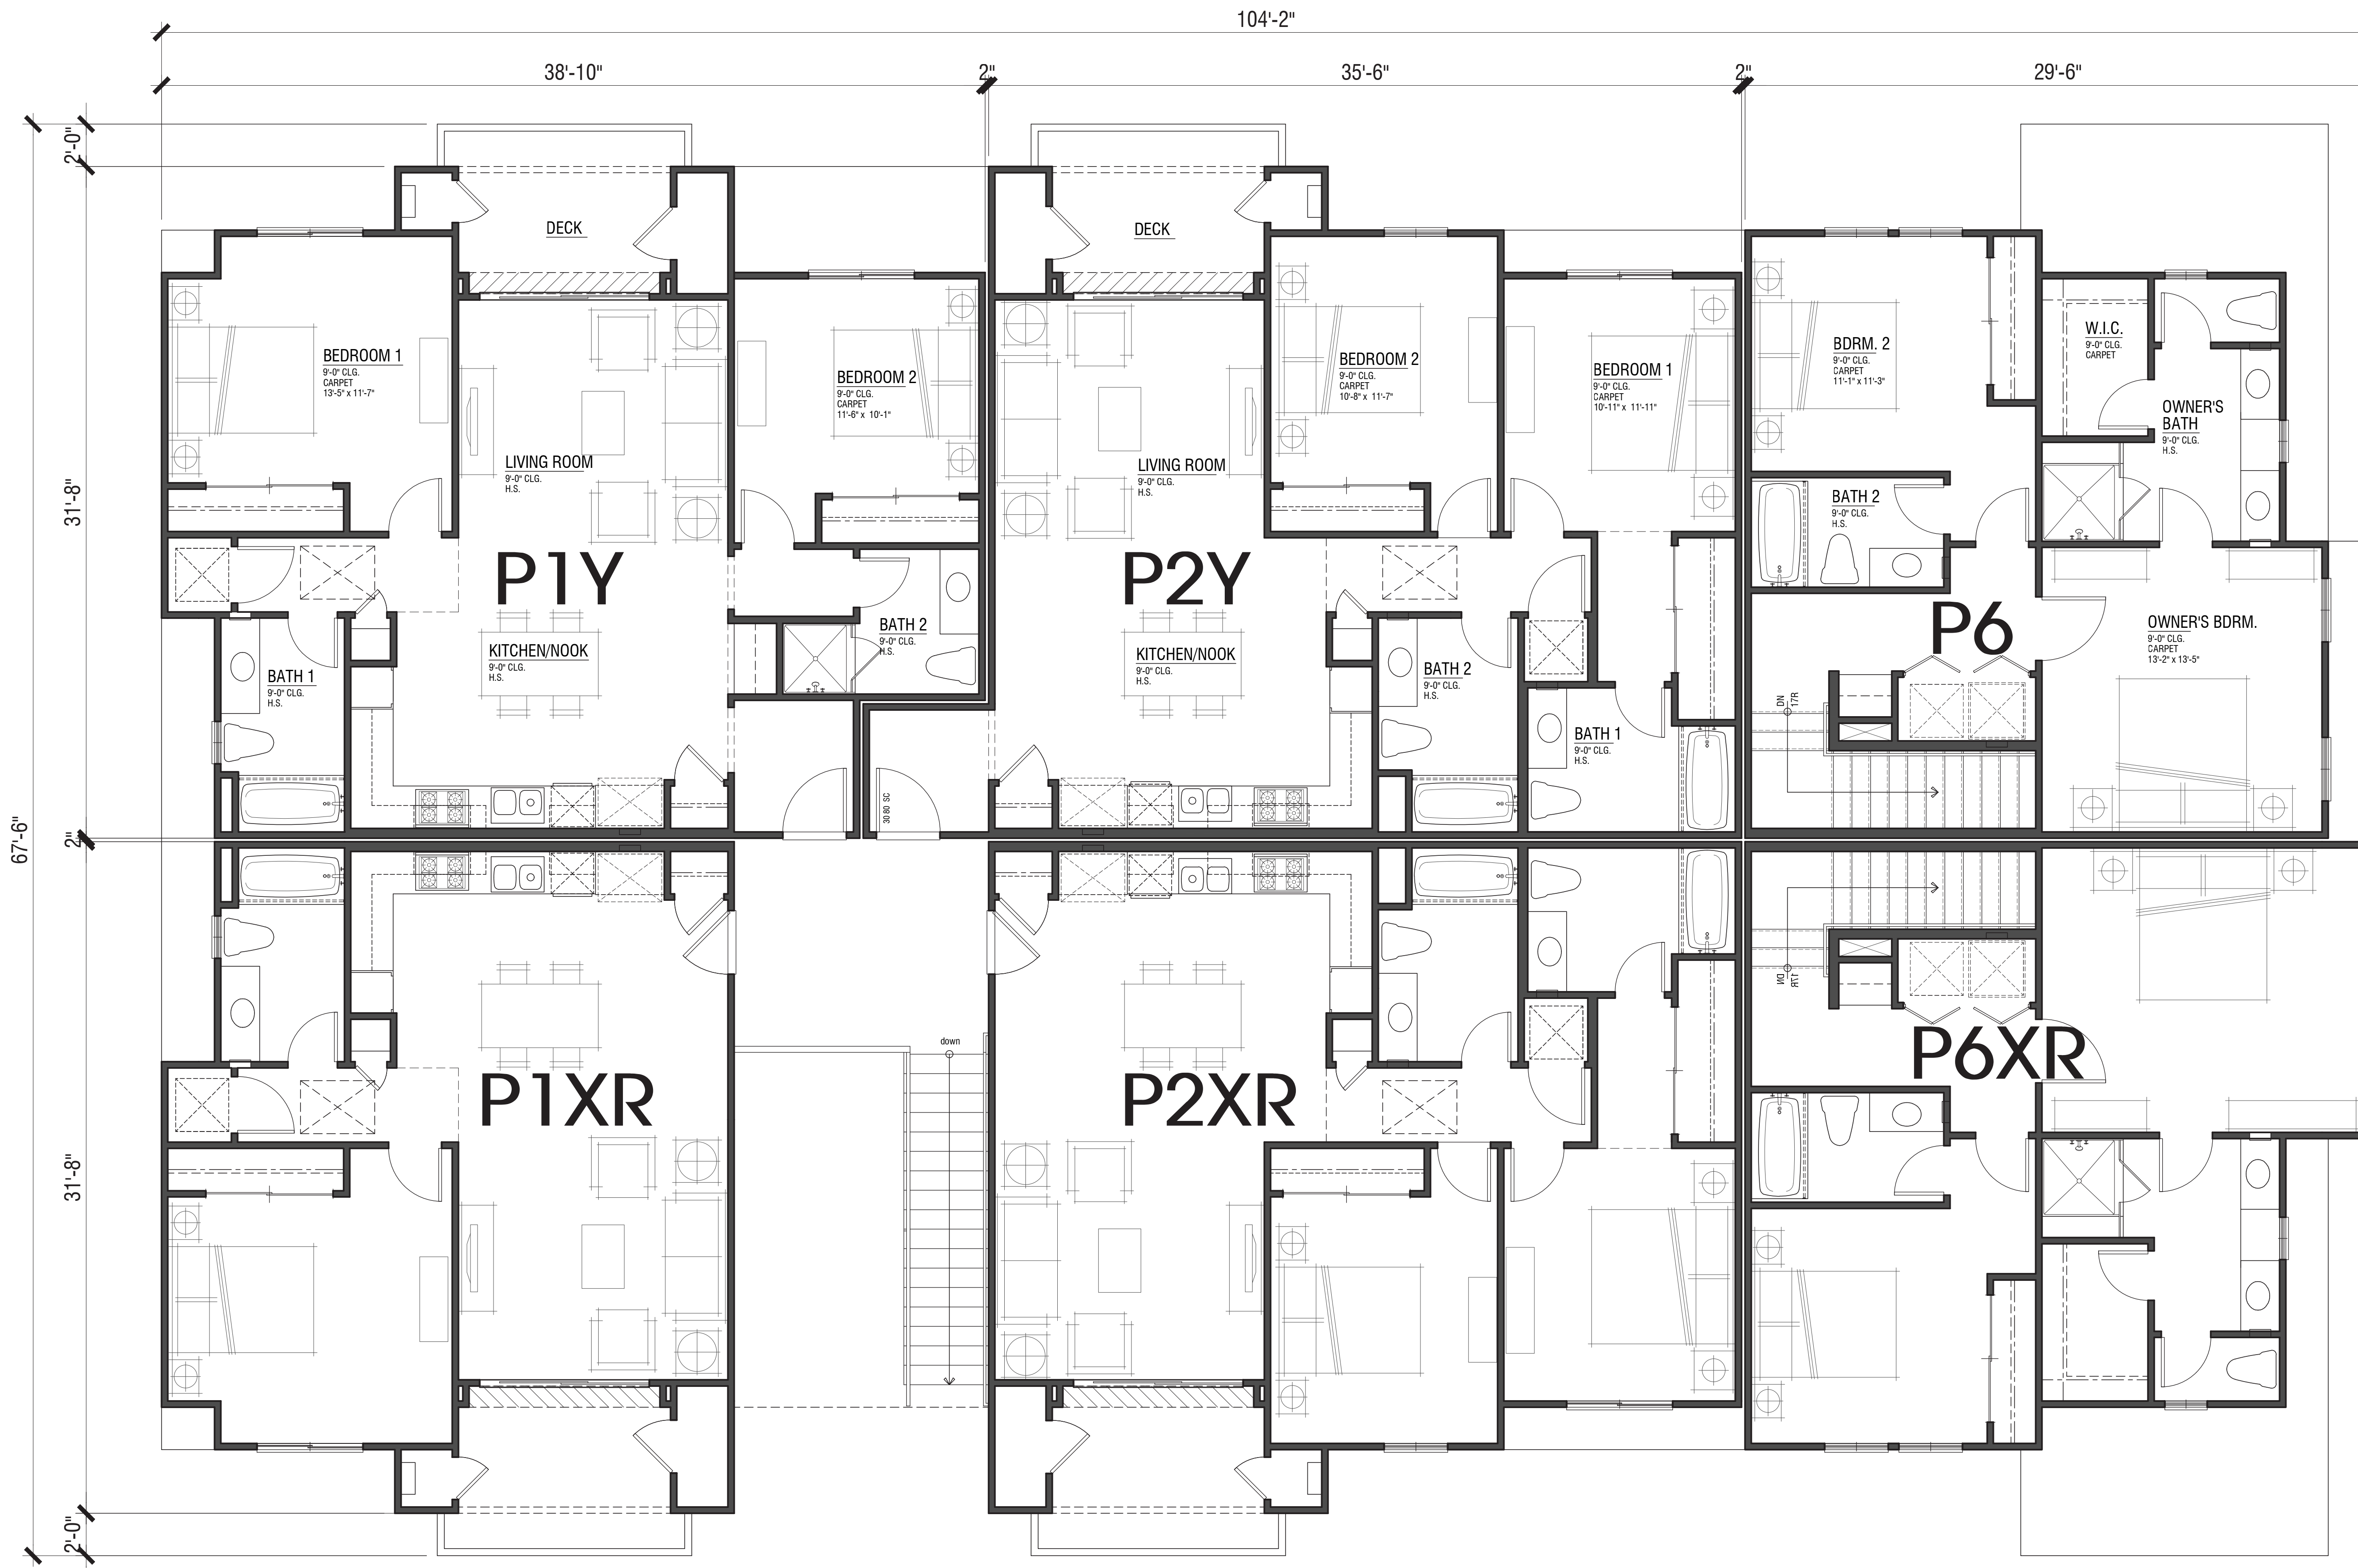 104'-2"
38'-10"
2"
35'-6"
2"
29'-6"
2'-0"
31'-8"
67'-6"
2"
31'-8"
2'-0"
DECK
DECK
BEDROOM 1
9'-0" CLG.
CARPET
13'-5" x 11'-7"
LIVING ROOM
9'-0" CLG.
H.S.
BEDROOM 2
9'-0" CLG.
CARPET
11'-6" x 10'-1"
P1Y
KITCHEN/NOOK
9'-0" CLG.
H.S.
BATH 1
9'-0" CLG.
H.S.
BATH 2
9'-0" CLG.
H.S.
LIVING ROOM
9'-0" CLG.
H.S.
BEDROOM 2
9'-0" CLG.
CARPET
10'-8" x 11'-7"
BEDROOM 1
9'-0" CLG.
CARPET
10'-11" x 11'-11"
P2Y
KITCHEN/NOOK
9'-0" CLG.
H.S.
BATH 2
9'-0" CLG.
H.S.
BATH 1
9'-0" CLG.
H.S.
30 80 SC
BDRM. 2
9'-0" CLG.
CARPET
11'-1" x 11'-3"
W.I.C.
9'-0" CLG.
CARPET
OWNER'S
BATH
9'-0" CLG.
H.S.
BATH 2
9'-0" CLG.
H.S.
P6
OWNER'S BDRM.
9'-0" CLG.
CARPET
13'-2" x 13'-5"
DN
17R
DN
17R
P1XR
down
P2XR
P6XR